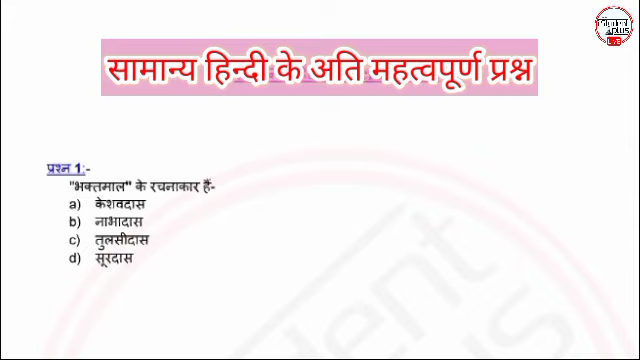 सामान्य हिन्दी के अति महत्वपूर्ण प्रश्न
प्रश्न 1:-
"भक्तमाल" के रचनाकार हैं-
a) केशवदास
b) नाभादास
c) तुलसीदास
d) सूरदास